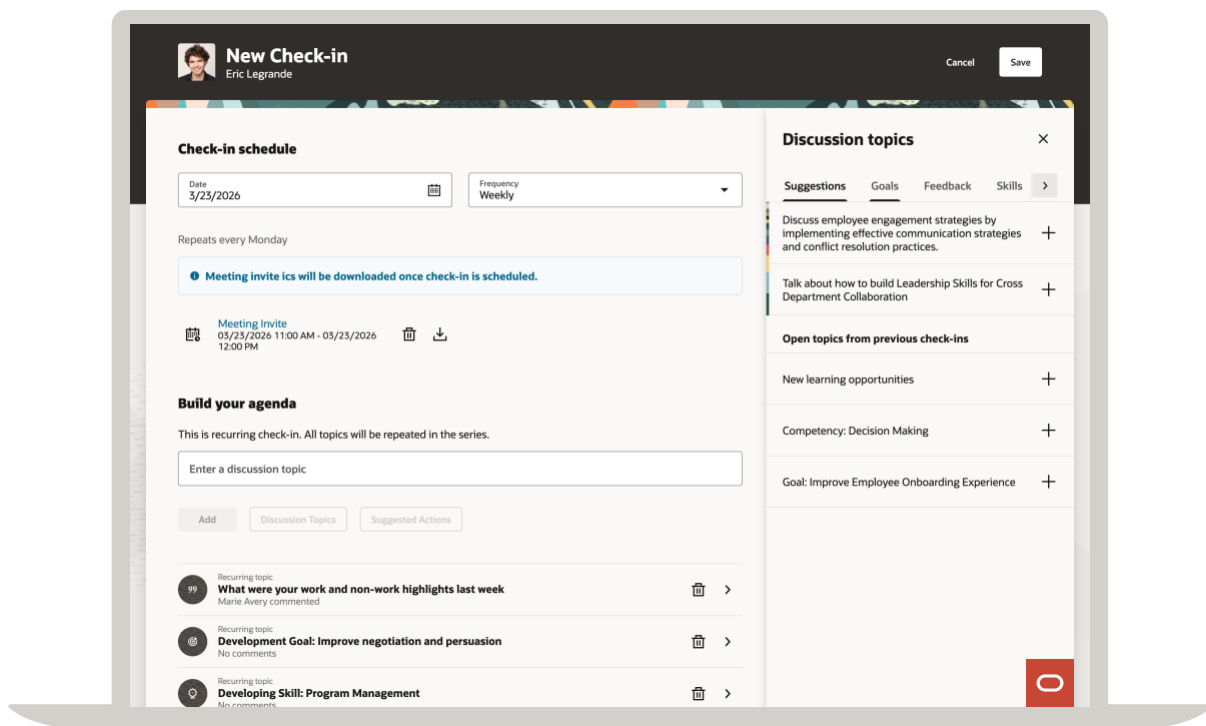 New Check-in
Eric Legrande
Cancel
Save
Check-in schedule
Date
3/23/2026
Frequency
Weekly
Repeats every Monday
Meeting invite ics will be downloaded once check-in is scheduled.
Meeting Invite
03/23/2026 11:00 AM - 03/23/2026
12:00 PM
Build your agenda
This is recurring check-in. All topics will be repeated in the series.
Enter a discussion topic
Add
Discussion Topics
Suggested Actions
Recurring topic
What were your work and non-work highlights last week
Marie Avery commented
Recurring topic
Development Goal: Improve negotiation and persuasion
No comments
Recurring topic
Developing Skill: Program Management
No comments
Discussion topics
Suggestions
Goals
Feedback
Skills
Discuss employee engagement strategies by
implementing effective communication strategies
and conflict resolution practices.
Talk about how to build Leadership Skills for Cross
Department Collaboration
Open topics from previous check-ins
New learning opportunities
Competency: Decision Making
Goal: Improve Employee Onboarding Experience